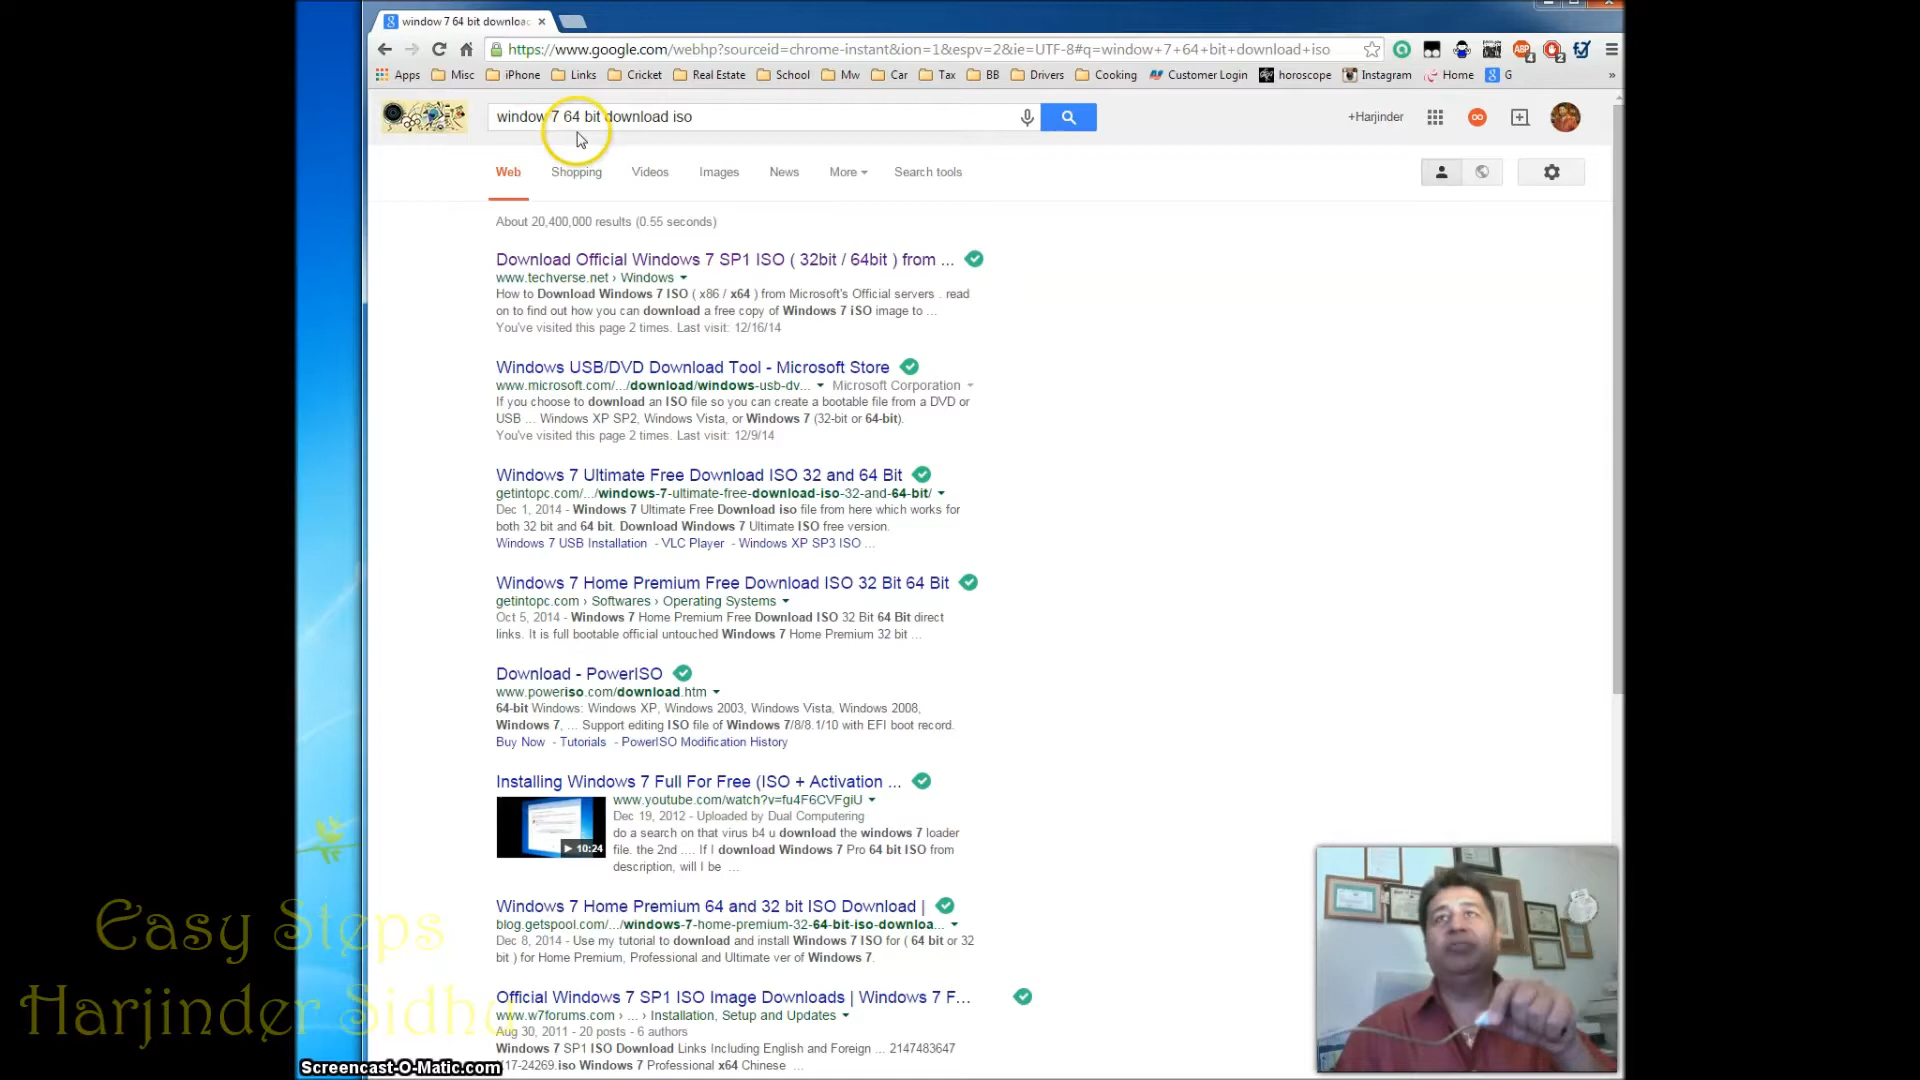 window 7 64 bit downloac
https://www.google.com/webhp?sourceid=chrome-instant&ion=1&espv=2&ie=UTF-8#q=window+7+64+bit+download+iso
Apps Misc iPhone Links Cricket Real Estate School Mw Car Tax BB Drivers Cooking Customer Login horoscope Instagram Home G »
window 7 64 bit download iso
+Harjinder
Web Shopping Videos Images News More Search tools
About 20,400,000 results (0.55 seconds)
Download Official Windows 7 SP1 ISO ( 32bit / 64bit ) from ...
www.techverse.net › Windows
How to Download Windows 7 ISO ( x86 / x64 ) from Microsoft's Official servers . read
on to find out how you can download a free copy of Windows 7 iSO image to ...
You've visited this page 2 times. Last visit: 12/16/14
Windows USB/DVD Download Tool - Microsoft Store
www.microsoft.com/.../download/windows-usb-dv... Microsoft Corporation
If you choose to download an ISO file so you can create a bootable file from a DVD or
USB ... Windows XP SP2, Windows Vista, or Windows 7 (32-bit or 64-bit).
You've visited this page 2 times. Last visit: 12/9/14
Windows 7 Ultimate Free Download ISO 32 and 64 Bit
getintopc.com/.../windows-7-ultimate-free-download-iso-32-and-64-bit/
Dec 1, 2014 - Windows 7 Ultimate Free Download iso file from here which works for
both 32 bit and 64 bit. Download Windows 7 Ultimate ISO free version.
Windows 7 USB Installation - VLC Player - Windows XP SP3 ISO ...
Windows 7 Home Premium Free Download ISO 32 Bit 64 Bit
getintopc.com › Softwares › Operating Systems
Oct 5, 2014 - Windows 7 Home Premium Free Download ISO 32 Bit 64 Bit direct
links. It is full bootable official untouched Windows 7 Home Premium 32 bit ...
Download - PowerISO
www.poweriso.com/download.htm
64-bit Windows: Windows XP, Windows 2003, Windows Vista, Windows 2008,
Windows 7, ... Support editing ISO file of Windows 7/8/8.1/10 with EFI boot record.
Buy Now - Tutorials - PowerISO Modification History
Installing Windows 7 Full For Free (ISO + Activation ...
www.youtube.com/watch?v=fu4F6CVFgiU
Dec 19, 2012 - Uploaded by Dual Computering
do a search on that virus b4 u download the windows 7 loader
file. the 2nd .... If I download Windows 7 Pro 64 bit ISO from
description, will I be ...
10:24
Windows 7 Home Premium 64 and 32 bit ISO Download |
blog.getspool.com/.../windows-7-home-premium-32-64-bit-iso-downloa...
Dec 8, 2014 - Use my tutorial to download and install Windows 7 ISO for ( 64 bit or 32
bit ) for Home Premium, Professional and Ultimate ver of Windows 7.
Official Windows 7 SP1 ISO Image Downloads | Windows 7 F...
www.w7forums.com › ... › Installation, Setup and Updates
Aug 30, 2011 - 20 posts - 6 authors
Windows 7 SP1 ISO Download Links Including English and Foreign ... 2147483647
X17-24269.iso Windows 7 Professional x64 Chinese ...
Easy Steps
Harjinder Sidhu
Screencast-O-Matic.com